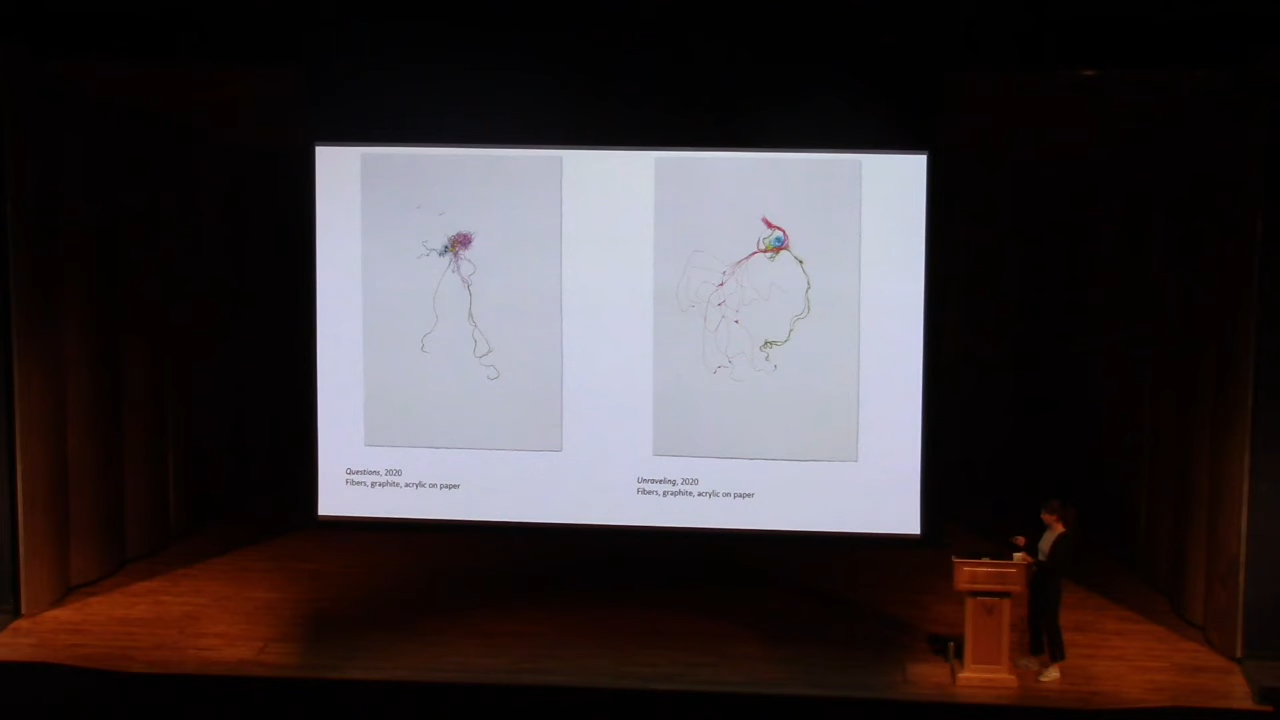 Questions, 2020
Fibers, graphite, acrylic on paper
Unraveling, 2020
Fibers, graphite, acrylic on paper